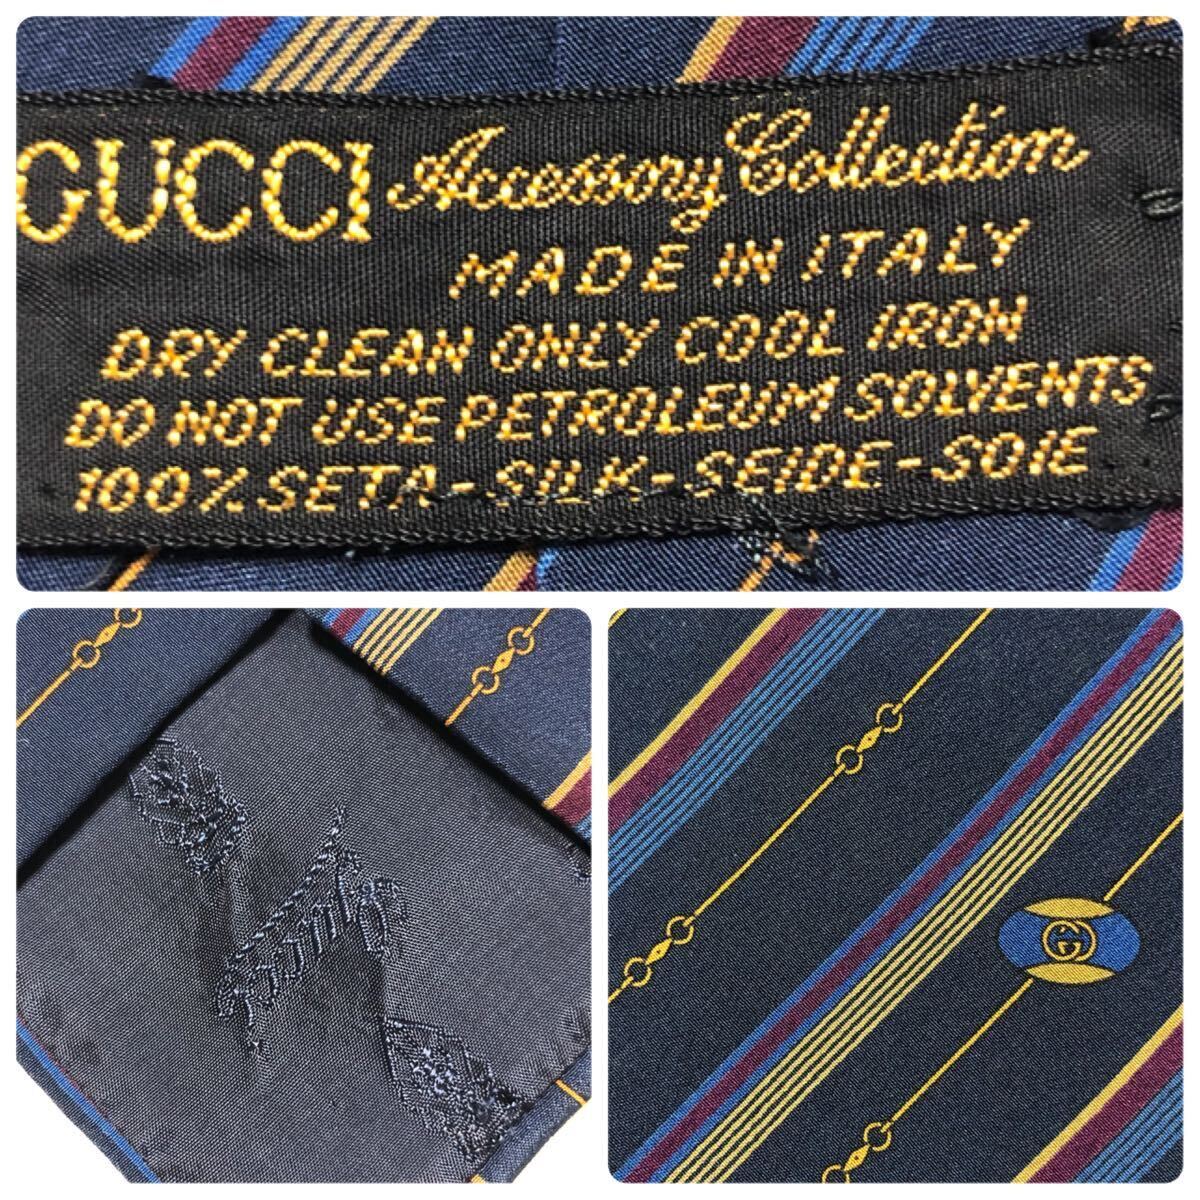 GUCCI Accessory Collection
MADE IN ITALY
DRY CLEAN ONLY COOL IRON
DO NOT USE PETROLEUM SOLVENTS
100% SETA-SILK-SEIDE-SOIE